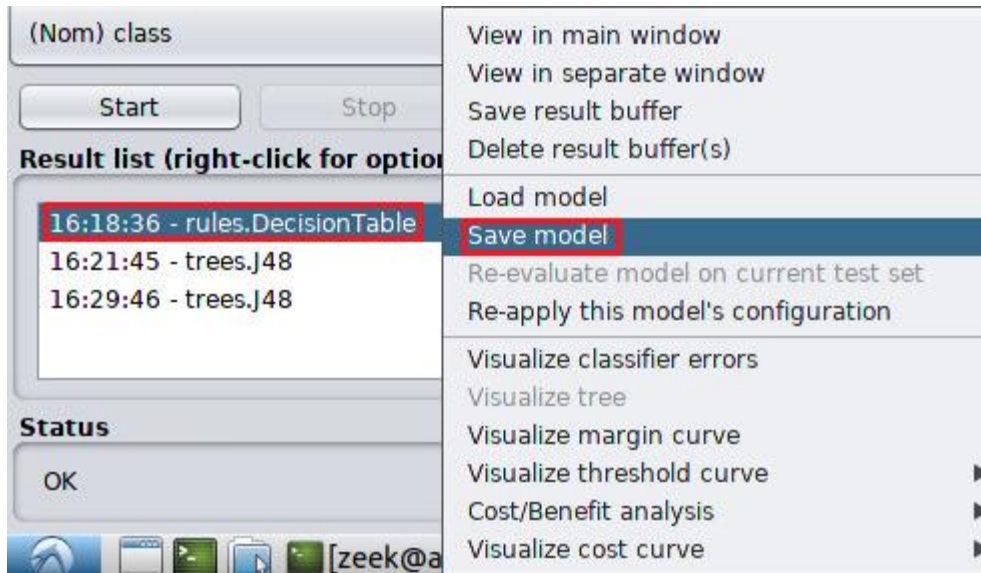 (Nom) class
Start
Stop
Result list (right-click for option
16:18:36 - rules.DecisionTable
16:21:45 - trees.J48
16:29:46 - trees.J48
Status
OK
[zeek@a
View in main window
View in separate window
Save result buffer
Delete result buffer(s)
Load model
Save model
Re-evaluate model on current test set
Re-apply this model's configuration
Visualize classifier errors
Visualize tree
Visualize margin curve
Visualize threshold curve
Cost/Benefit analysis
Visualize cost curve